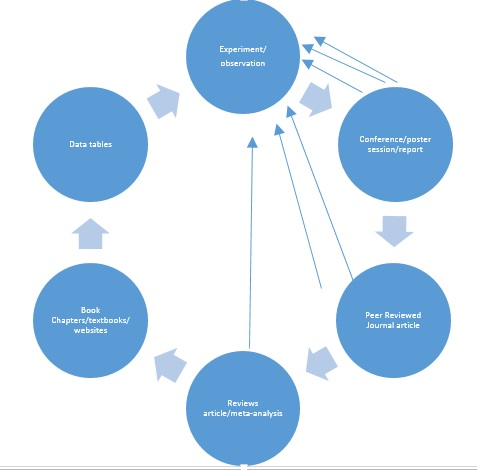 Experiment/
observation
Conference/poster
session/report
Peer Reviewed
Journal article
Reviews
article/meta-analysis
Book
Chapters/textbooks/
websites
Data tables